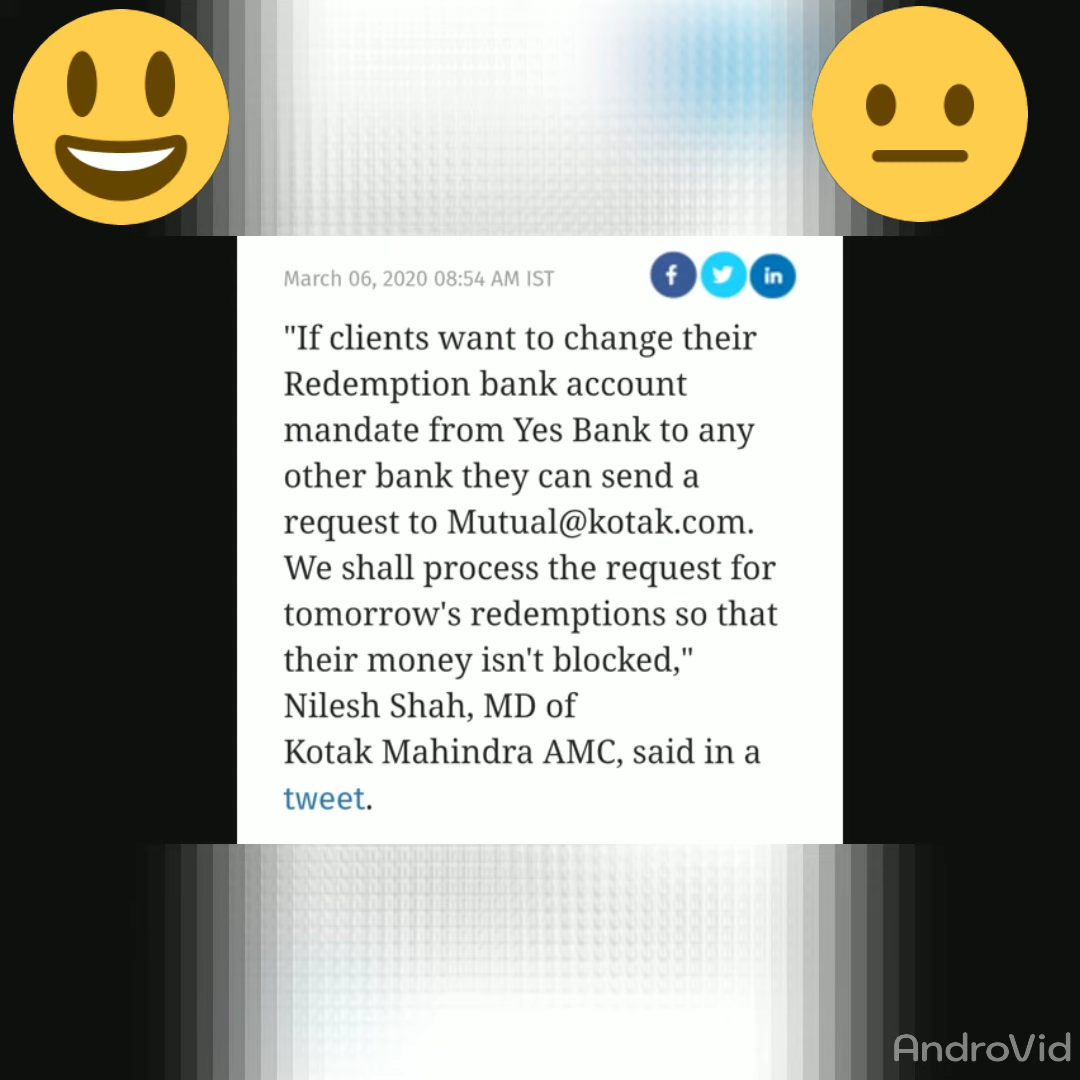 March 06, 2020 08:54 AM IST
f in
"If clients want to change their
Redemption bank account
mandate from Yes Bank to any
other bank they can send a
request to Mutual@kotak.com.
We shall process the request for
tomorrow's redemptions so that
their money isn't blocked,"
Nilesh Shah, MD of
Kotak Mahindra AMC, said in a
tweet.
AndroVid